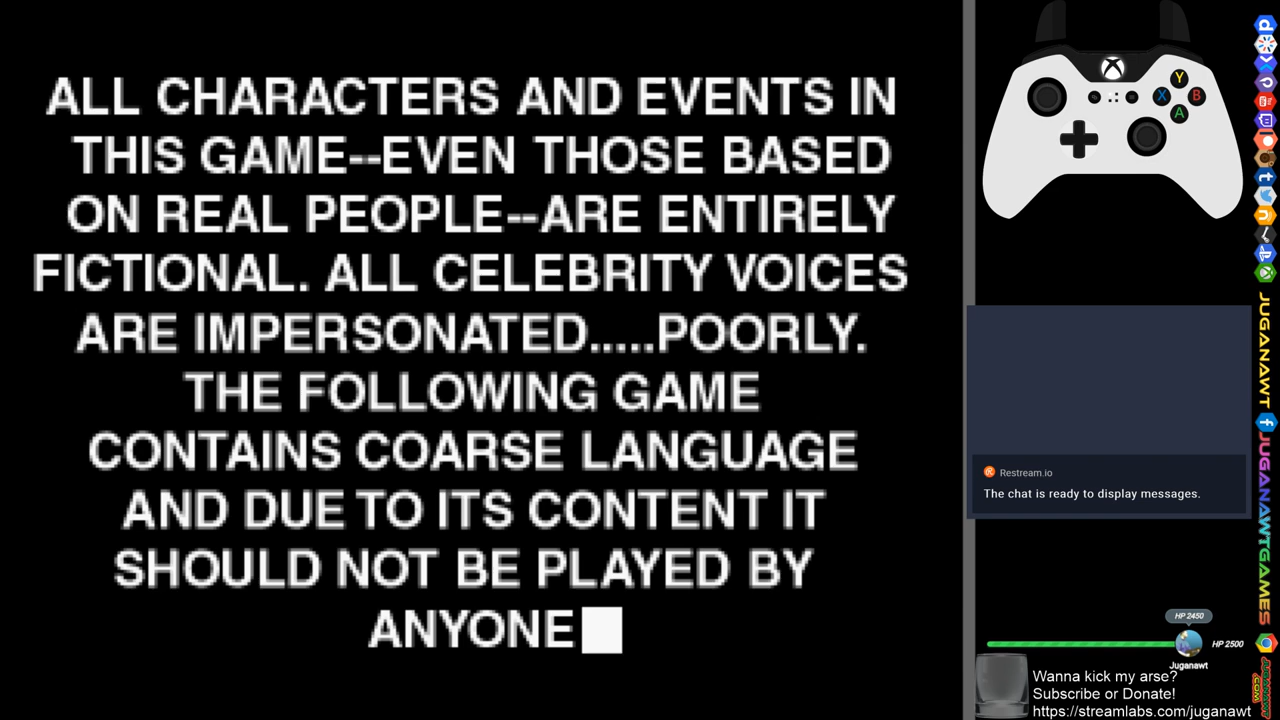 ALL CHARACTERS AND EVENTS IN
THIS GAME--EVEN THOSE BASED
ON REAL PEOPLE--ARE ENTIRELY
FICTIONAL. ALL CELEBRITY VOICES
ARE IMPERSONATED.....POORLY.
THE FOLLOWING GAME
CONTAINS COARSE LANGUAGE
AND DUE TO ITS CONTENT IT
SHOULD NOT BE PLAYED BY
ANYONE
Y
X
B
A
Restream.io
The chat is ready to display messages.
HP 2450
HP 2500
Juganawt
Wanna kick my arse?
Subscribe or Donate!
https://streamlabs.com/juganawt
JUGANAWT
JUGANAWTGAMES
JUGANAWT
.COM